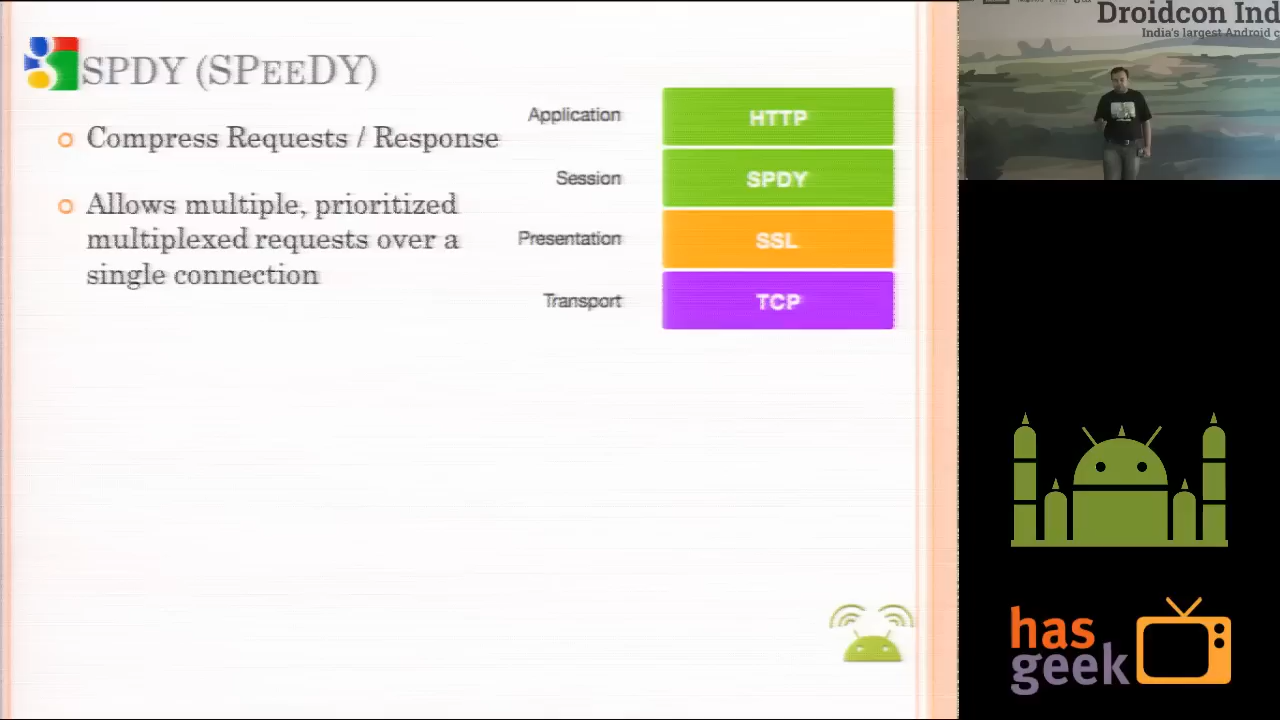 SPDY (SPEEDY)
Compress Requests / Response
Allows multiple, prioritized
multiplexed requests over a
single connection
Application
HTTP
Session
SPDY
Presentation
SSL
Transport
TCP
Droidcon Ind
India's largest Android c
has
geek